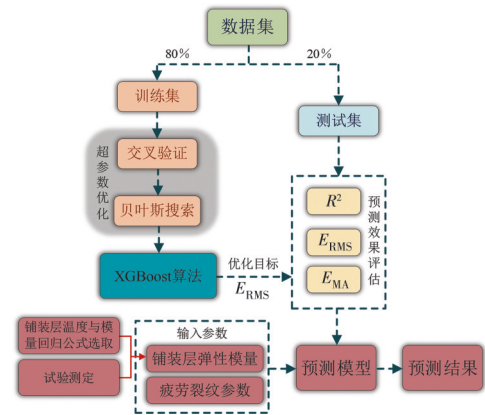 数据集
80%
20%
训练集
测试集
超参数优化
交叉验证
贝叶斯搜索
R²
E_RMS
E_MA
预测效果评估
XGBoost算法
优化目标
E_RMS
铺装层温度与模
量回归公式选取
试验测定
输入参数
铺装层弹性模量
疲劳裂纹参数
预测模型
预测结果